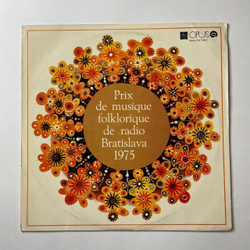 OPUS
Prix
de musique
folklorique
de radio
Bratislava
1975